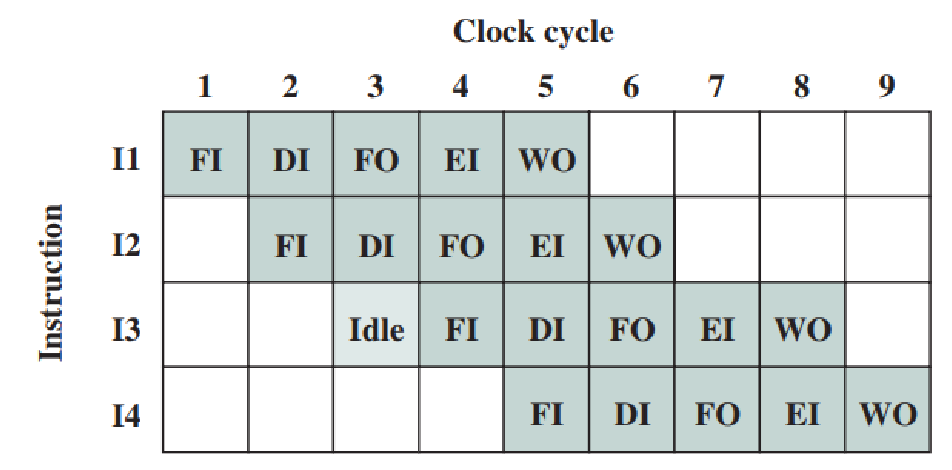 Clock cycle
1 2 3 4 5 6 7 8 9
Instruction
I1 FI DI FO EI WO
I2 FI DI FO EI WO
I3 Idle FI DI FO EI WO
I4 FI DI FO EI WO